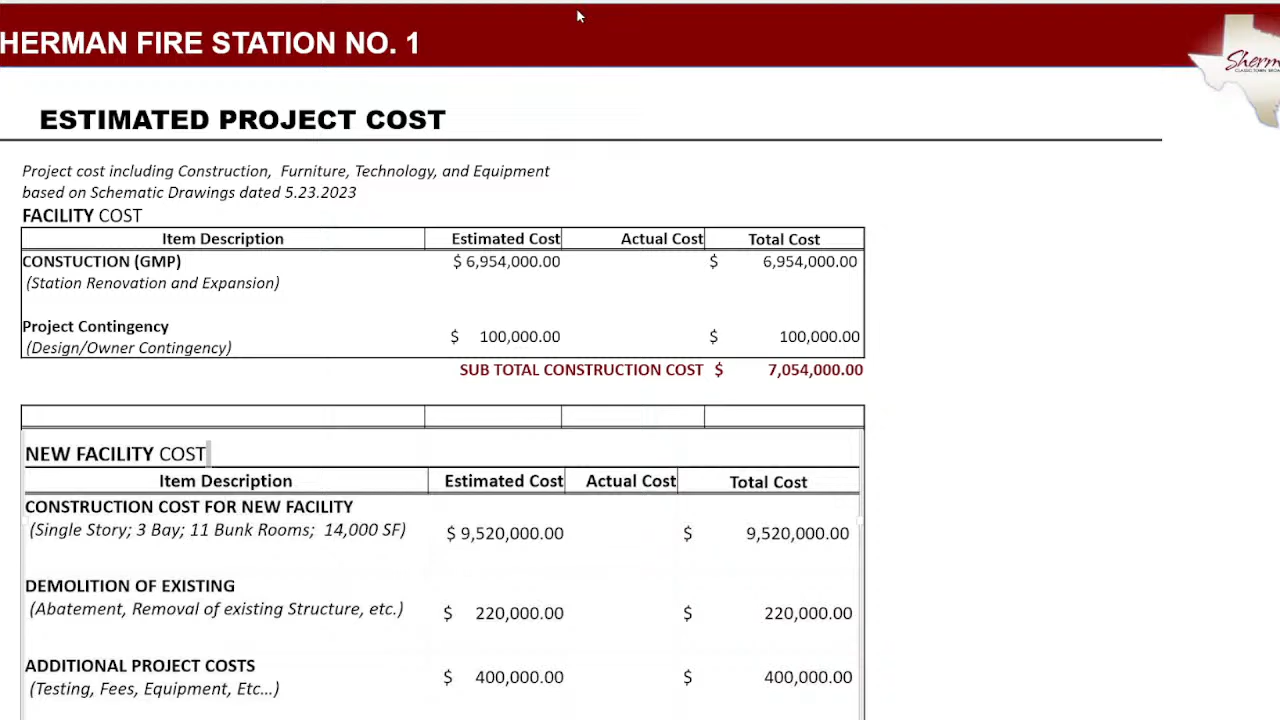 HERMAN FIRE STATION NO. 1
Sherm
ESTIMATED PROJECT COST
Project cost including Construction, Furniture, Technology, and Equipment
based on Schematic Drawings dated 5.23.2023
FACILITY COST
Item Description Estimated Cost Actual Cost Total Cost
CONSTUCTION (GMP) $ 6,954,000.00 $ 6,954,000.00
(Station Renovation and Expansion)
Project Contingency
$ 100,000.00 $ 100,000.00
(Design/Owner Contingency)
SUB TOTAL CONSTRUCTION COST $ 7,054,000.00
NEW FACILITY COST
Item Description Estimated Cost Actual Cost Total Cost
CONSTRUCTION COST FOR NEW FACILITY
(Single Story; 3 Bay; 11 Bunk Rooms; 14,000 SF) $ 9,520,000.00 $ 9,520,000.00
DEMOLITION OF EXISTING
(Abatement, Removal of existing Structure, etc.) $ 220,000.00 $ 220,000.00
ADDITIONAL PROJECT COSTS
$ 400,000.00 $ 400,000.00
(Testing, Fees, Equipment, Etc...)